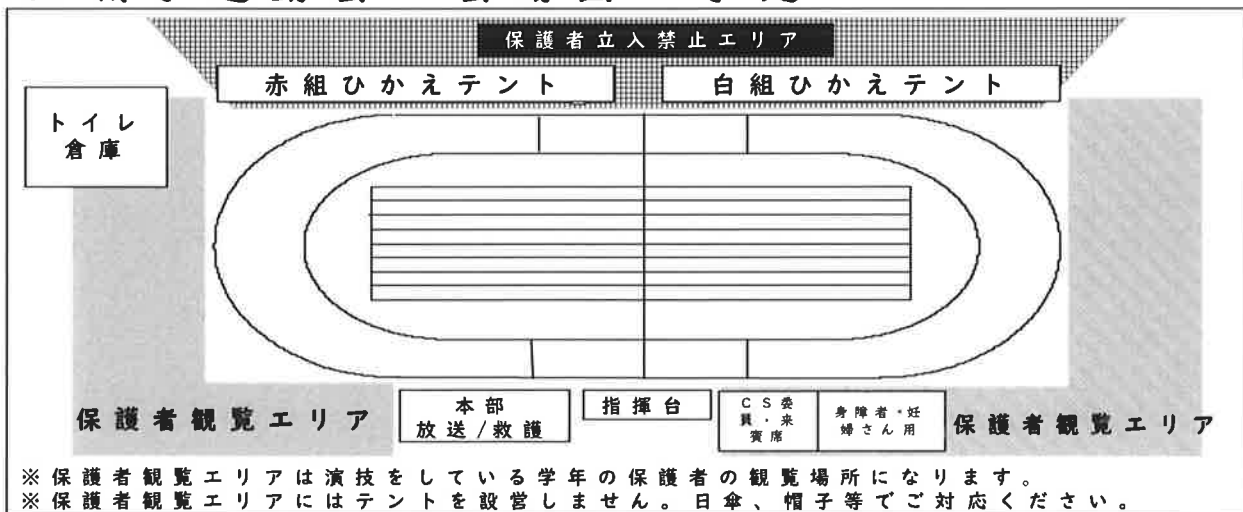 保護者立入禁止エリア
赤組ひかえテント
白組ひかえテント
トイレ
倉庫
保護者観覧エリア
本部
放送/救護
指揮台
CS委
員・来
賓席
身障者・妊
婦さん用
保護者観覧エリア
※保護者観覧エリアは演技をしている学年の保護者の観覧場所になります。
※保護者観覧エリアにはテントを設営しません。日傘、帽子等でご対応ください。